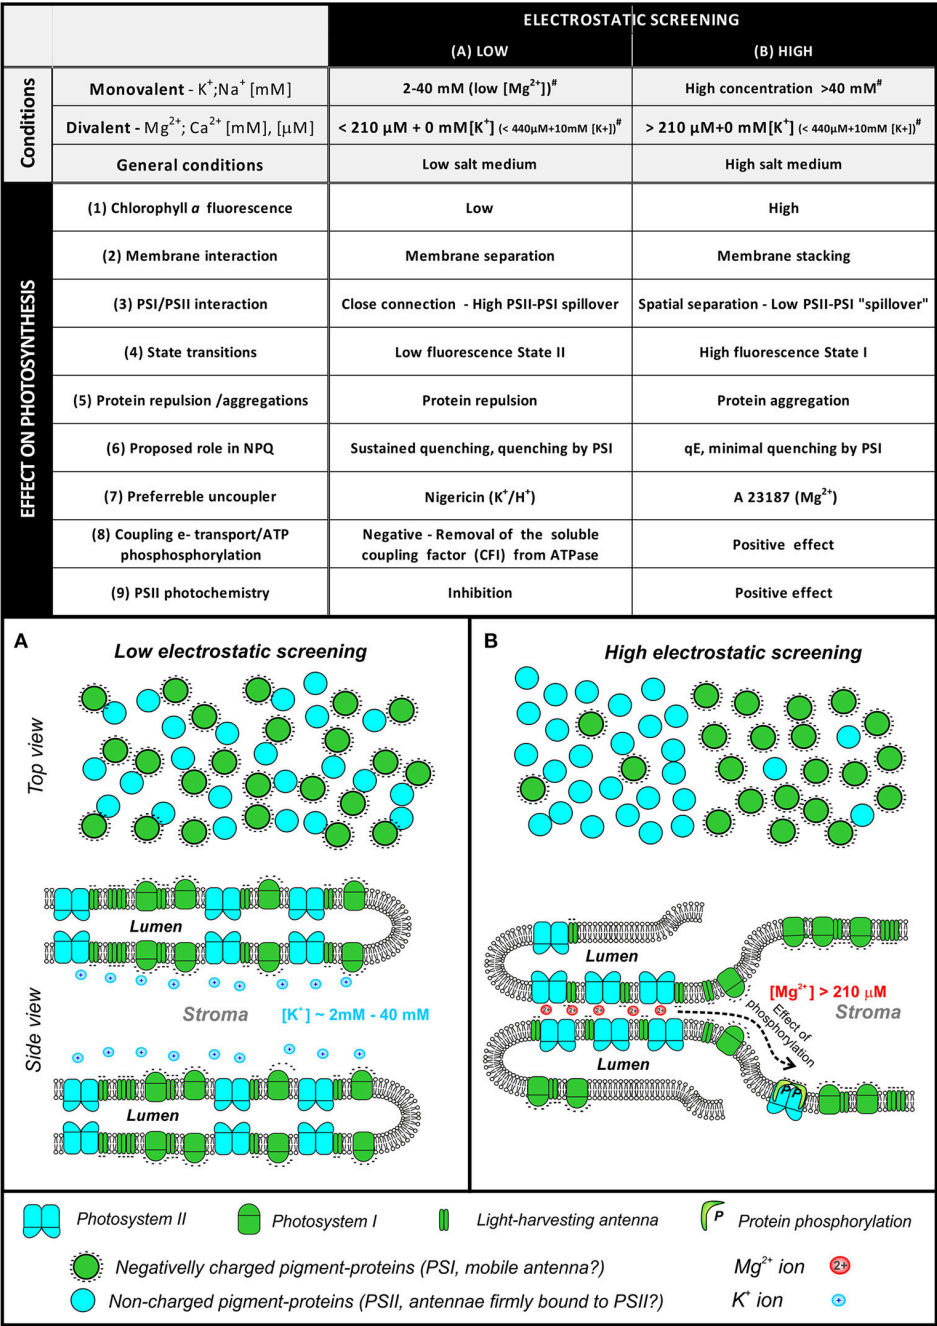 ELECTROSTATIC SCREENING
(A) LOW
(B) HIGH
Conditions
Monovalent - K⁺;Na⁺ [mM]
2-40 mM (low [Mg²⁺])#
High concentration >40 mM#
Divalent - Mg²⁺; Ca²⁺ [mM], [µM]
< 210 µM + 0 mM[K⁺] (< 440µM+10mM [K+])#
> 210 µM+0 mM[K⁺] (< 440µM+10mM [K+])#
General conditions
Low salt medium
High salt medium
EFFECT ON PHOTOSYNTHESIS
(1) Chlorophyll a fluorescence
Low
High
(2) Membrane interaction
Membrane separation
Membrane stacking
(3) PSI/PSII interaction
Close connection - High PSII-PSI spillover
Spatial separation - Low PSII-PSI "spillover"
(4) State transitions
Low fluorescence State II
High fluorescence State I
(5) Protein repulsion /aggregations
Protein repulsion
Protein aggregation
(6) Proposed role in NPQ
Sustained quenching, quenching by PSI
qE, minimal quenching by PSI
(7) Preferreble uncoupler
Nigericin (K⁺/H⁺)
A 23187 (Mg²⁺)
(8) Coupling e- transport/ATP
phosphosphorylation
Negative - Removal of the soluble
coupling factor (CFI) from ATPase
Positive effect
(9) PSII photochemistry
Inhibition
Positive effect
A
Low electrostatic screening
Top view
Side view
Lumen
Stroma
[K⁺] ~ 2mM - 40 mM
Lumen
B
High electrostatic screening
Lumen
[Mg²⁺] > 210 µM
Stroma
2+ 2+ 2+ 2+ 2+
Effect of
phosphorylation
Lumen
P P
Photosystem II
Photosystem I
Light-harvesting antenna
P
Protein phosphorylation
Negativelly charged pigment-proteins (PSI, mobile antenna?)
Mg²⁺ ion
2+
Non-charged pigment-proteins (PSII, antennae firmly bound to PSII?)
K⁺ ion
+